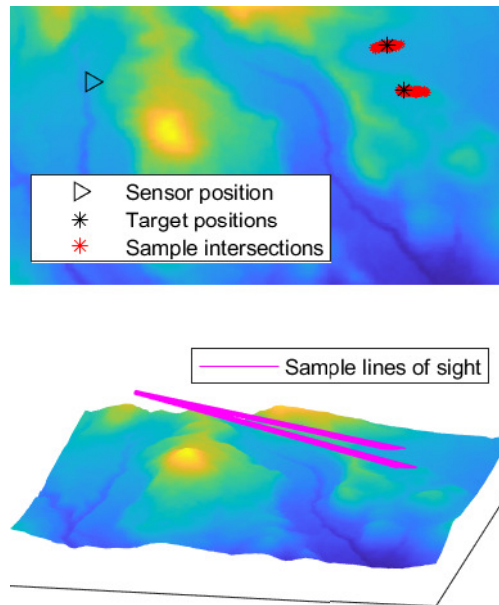 Sensor position
Target positions
Sample intersections
Sample lines of sight